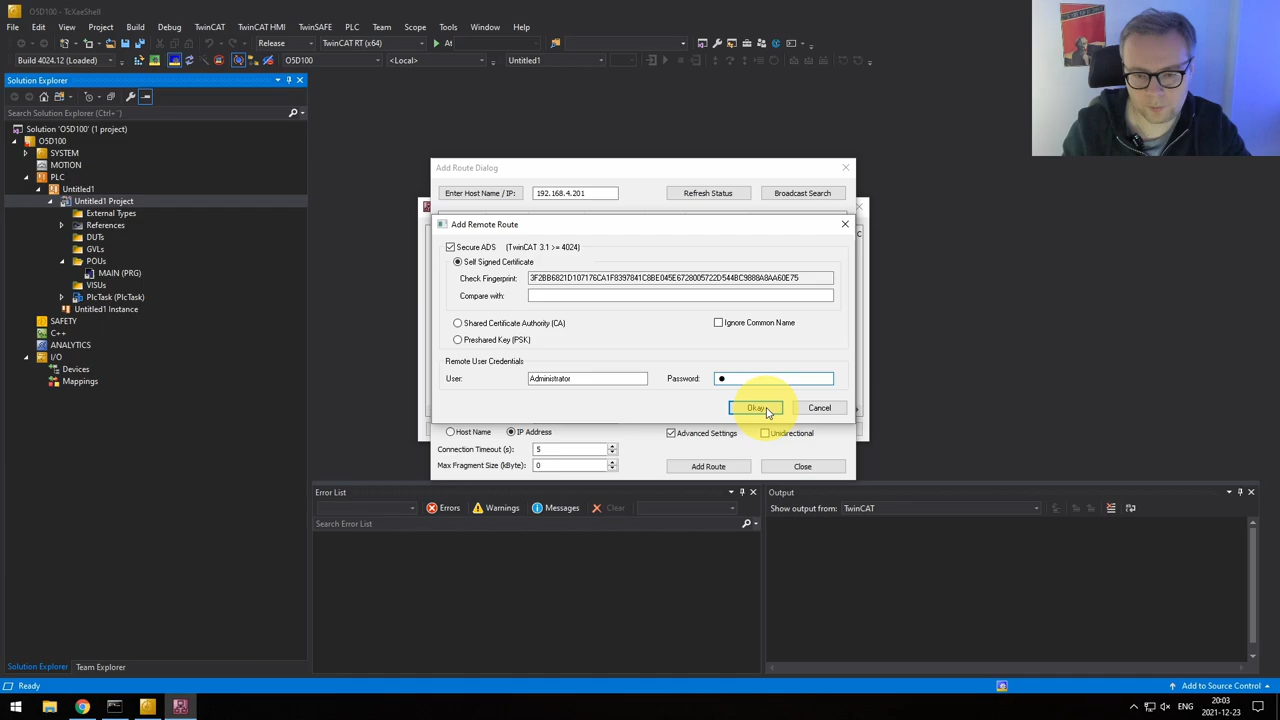 O5D100 - TcXaeShell
File Edit View Project Build Debug TwinCAT TwinCAT HMI TwinSAFE PLC Team Scope Tools Window Help
Release TwinCAT RT (x64) At
Build 4024.12 (Loaded) O5D100 <Local> Untitled1
Solution Explorer
Search Solution Explorer (Ctrl+¨)
Solution 'O5D100' (1 project)
O5D100
SYSTEM
MOTION
PLC
Untitled1
Untitled1 Project
External Types
References
DUTs
GVLs
POUs
MAIN (PRG)
VISUs
PlcTask (PlcTask)
Untitled1 Instance
SAFETY
C++
ANALYTICS
I/O
Devices
Mappings
Solution Explorer Team Explorer
Add Route Dialog
Enter Host Name / IP: 192.168.4.201 Refresh Status Broadcast Search
Add Remote Route
Secure ADS (TwinCAT 3.1 >= 4024)
Self Signed Certificate
Check Fingerprint: 3F2BB6821D107176CA1F8397841C8BE045E6728005722D544BC9888A8AA60E75
Compare with:
Shared Certificate Authority (CA) Ignore Common Name
Preshared Key (PSK)
Remote User Credentials
User: Administrator Password:
Okay Cancel
Host Name IP Address Advanced Settings Unidirectional
Connection Timeout (s): 5
Max Fragment Size (kByte): 0 Add Route Close
Error List
Errors Warnings Messages Clear
Search Error List
Output
Show output from: TwinCAT
Ready Add to Source Control
ENG 20:03
2021-12-23